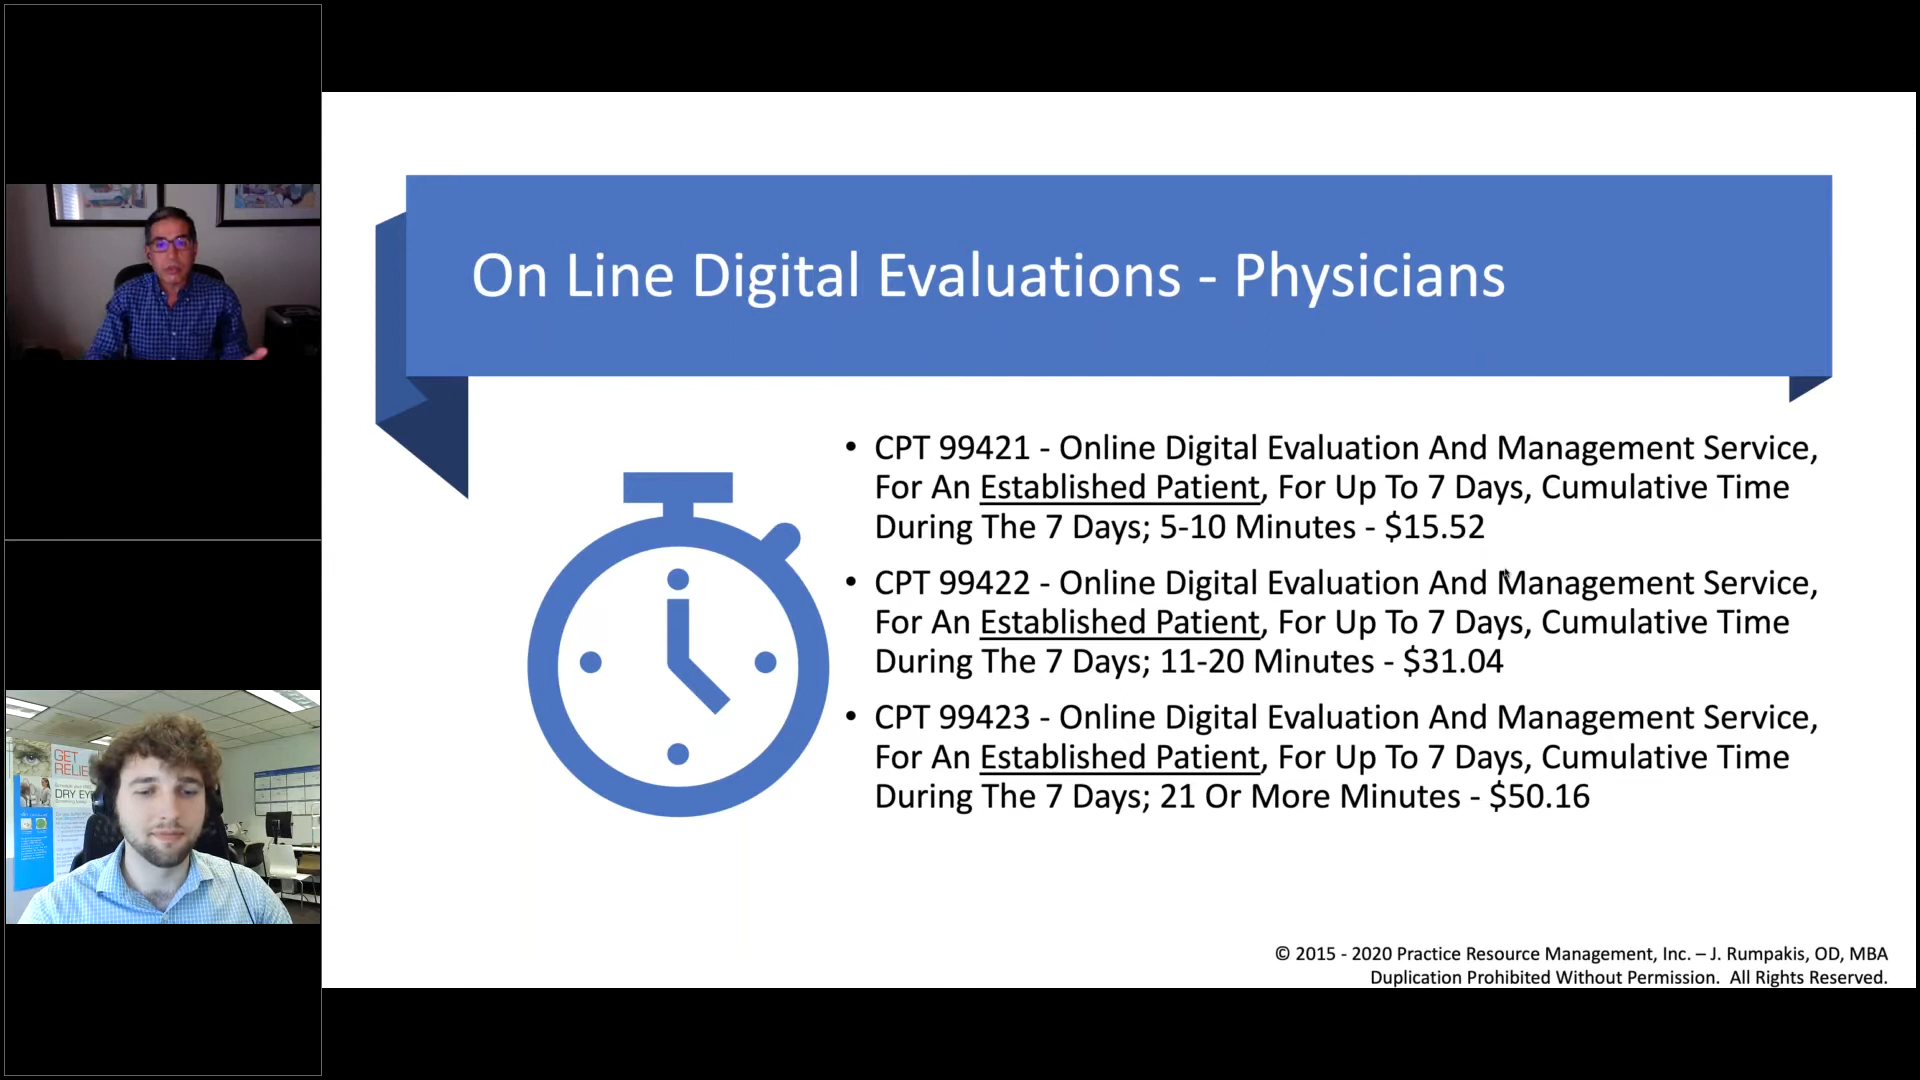 On Line Digital Evaluations - Physicians
• CPT 99421 - Online Digital Evaluation And Management Service,
For An Established Patient, For Up To 7 Days, Cumulative Time
During The 7 Days; 5-10 Minutes - $15.52
• CPT 99422 - Online Digital Evaluation And Management Service,
For An Established Patient, For Up To 7 Days, Cumulative Time
During The 7 Days; 11-20 Minutes - $31.04
• CPT 99423 - Online Digital Evaluation And Management Service,
For An Established Patient, For Up To 7 Days, Cumulative Time
During The 7 Days; 21 Or More Minutes - $50.16
© 2015 - 2020 Practice Resource Management, Inc. – J. Rumpakis, OD, MBA
Duplication Prohibited Without Permission.  All Rights Reserved.
GET
DRY